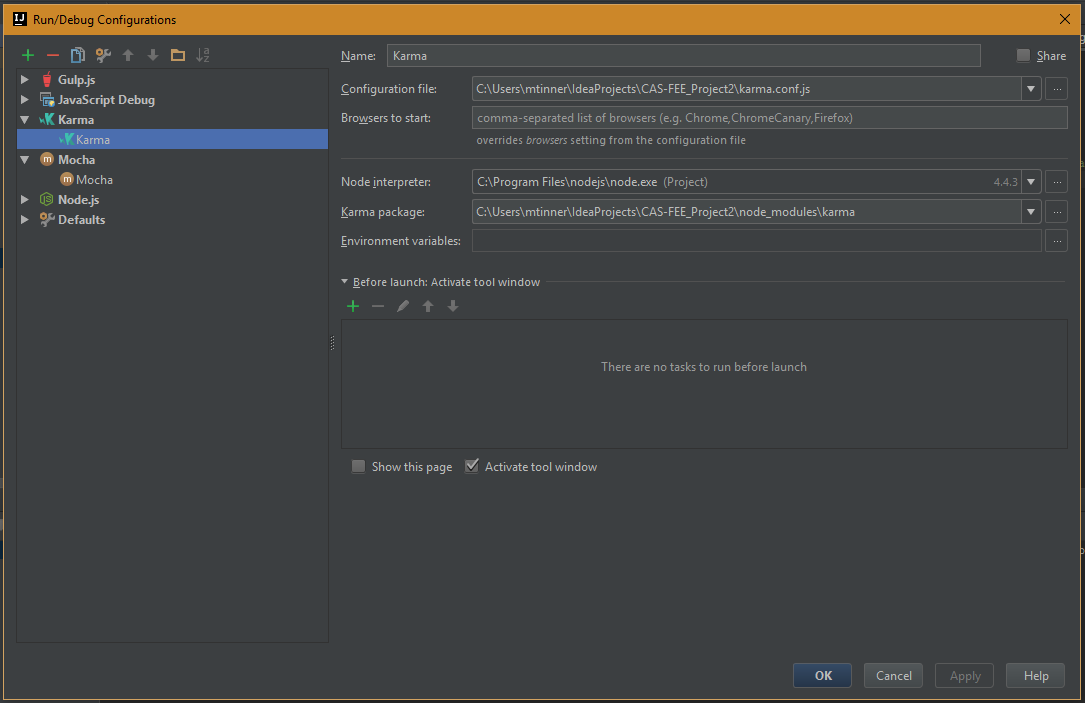 IJ Run/Debug Configurations
Name: Karma Share
Gulp.js
JavaScript Debug
Karma
Karma
Mocha
Mocha
Node.js
Defaults
Configuration file: C:\Users\mtinner\IdeaProjects\CAS-FEE_Project2\karma.conf.js ...
Browsers to start: comma-separated list of browsers (e.g. Chrome,ChromeCanary,Firefox)
overrides browsers setting from the configuration file
Node interpreter: C:\Program Files\nodejs\node.exe (Project) 4.4.3 ...
Karma package: C:\Users\mtinner\IdeaProjects\CAS-FEE_Project2\node_modules\karma ...
Environment variables: ...
Before launch: Activate tool window
There are no tasks to run before launch
Show this page Activate tool window
OK Cancel Apply Help